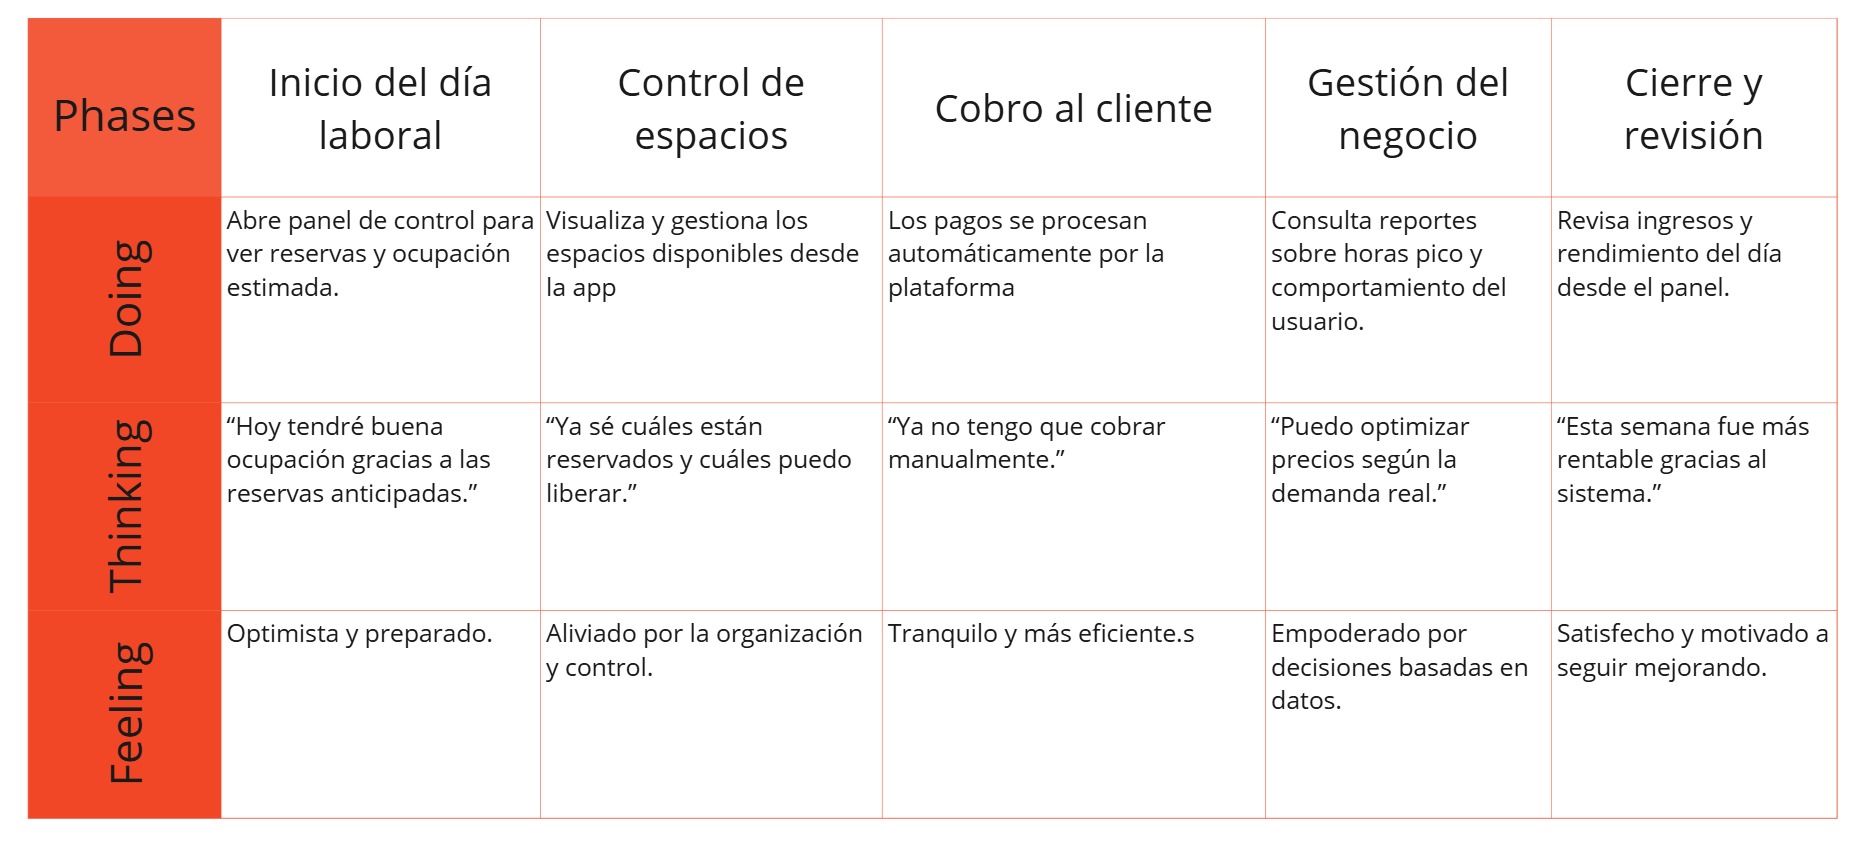 Phases
Inicio del día
laboral
Control de
espacios
Cobro al cliente
Gestión del
negocio
Cierre y
revisión
Doing
Abre panel de control para
ver reservas y ocupación
estimada.
Visualiza y gestiona los
espacios disponibles desde
la app
Los pagos se procesan
automáticamente por la
plataforma
Consulta reportes
sobre horas pico y
comportamiento del
usuario.
Revisa ingresos y
rendimiento del día
desde el panel.
Thinking
“Hoy tendré buena
ocupación gracias a las
reservas anticipadas.”
“Ya sé cuáles están
reservados y cuáles puedo
liberar.”
“Ya no tengo que cobrar
manualmente.”
“Puedo optimizar
precios según la
demanda real.”
“Esta semana fue más
rentable gracias al
sistema.”
Feeling
Optimista y preparado.
Aliviado por la organización
y control.
Tranquilo y más eficiente.s
Empoderado por
decisiones basadas en
datos.
Satisfecho y motivado a
seguir mejorando.